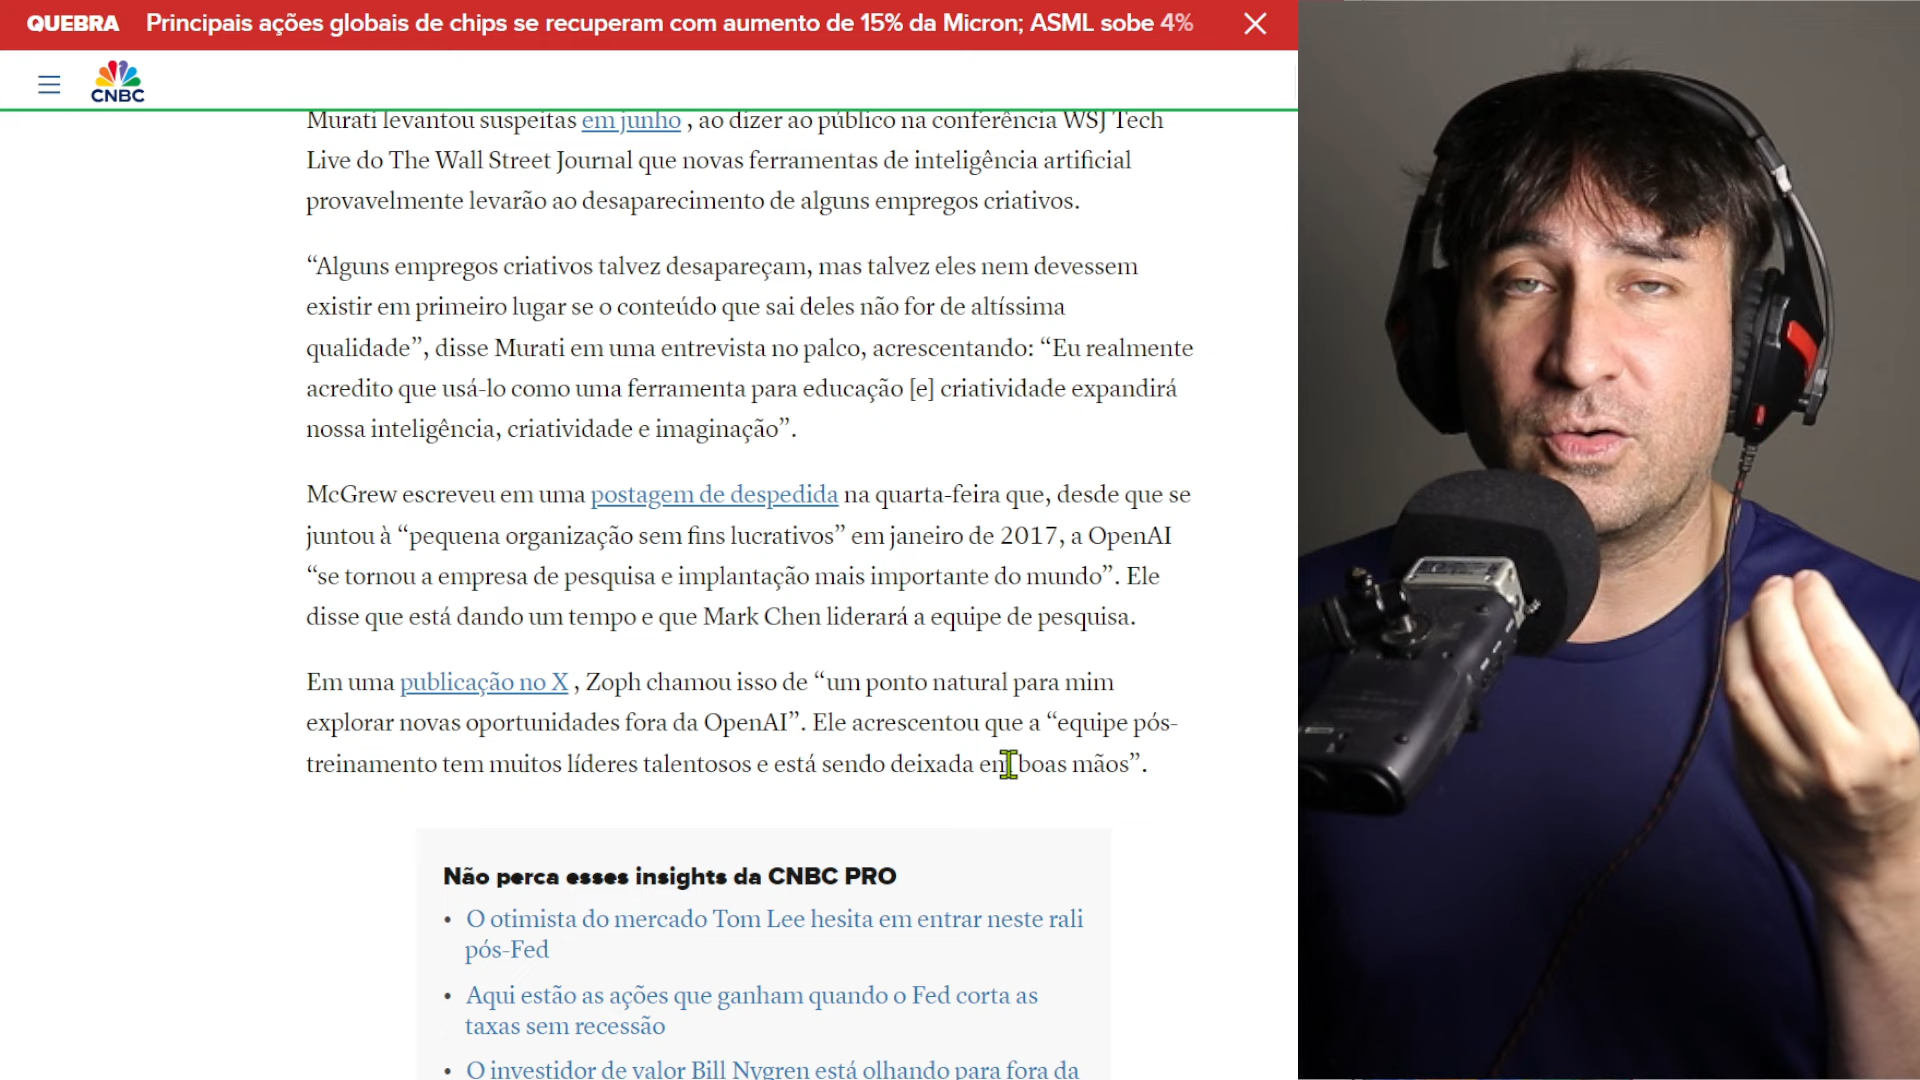 QUEBRA Principais ações globais de chips se recuperam com aumento de 15% da Micron; ASML sobe 4%
CNBC
Murati levantou suspeitas em junho , ao dizer ao público na conferência WSJ Tech
Live do The Wall Street Journal que novas ferramentas de inteligência artificial
provavelmente levarão ao desaparecimento de alguns empregos criativos.
“Alguns empregos criativos talvez desapareçam, mas talvez eles nem devessem
existir em primeiro lugar se o conteúdo que sai deles não for de altíssima
qualidade”, disse Murati em uma entrevista no palco, acrescentando: “Eu realmente
acredito que usá-lo como uma ferramenta para educação [e] criatividade expandirá
nossa inteligência, criatividade e imaginação”.
McGrew escreveu em uma postagem de despedida na quarta-feira que, desde que se
juntou à “pequena organização sem fins lucrativos” em janeiro de 2017, a OpenAI
“se tornou a empresa de pesquisa e implantação mais importante do mundo”. Ele
disse que está dando um tempo e que Mark Chen liderará a equipe de pesquisa.
Em uma publicação no X , Zoph chamou isso de “um ponto natural para mim
explorar novas oportunidades fora da OpenAI”. Ele acrescentou que a “equipe pós-
treinamento tem muitos líderes talentosos e está sendo deixada em boas mãos”.
Não perca esses insights da CNBC PRO
• O otimista do mercado Tom Lee hesita em entrar neste rali
pós-Fed
• Aqui estão as ações que ganham quando o Fed corta as
taxas sem recessão
• O investidor de valor Bill Nygren está olhando para fora da